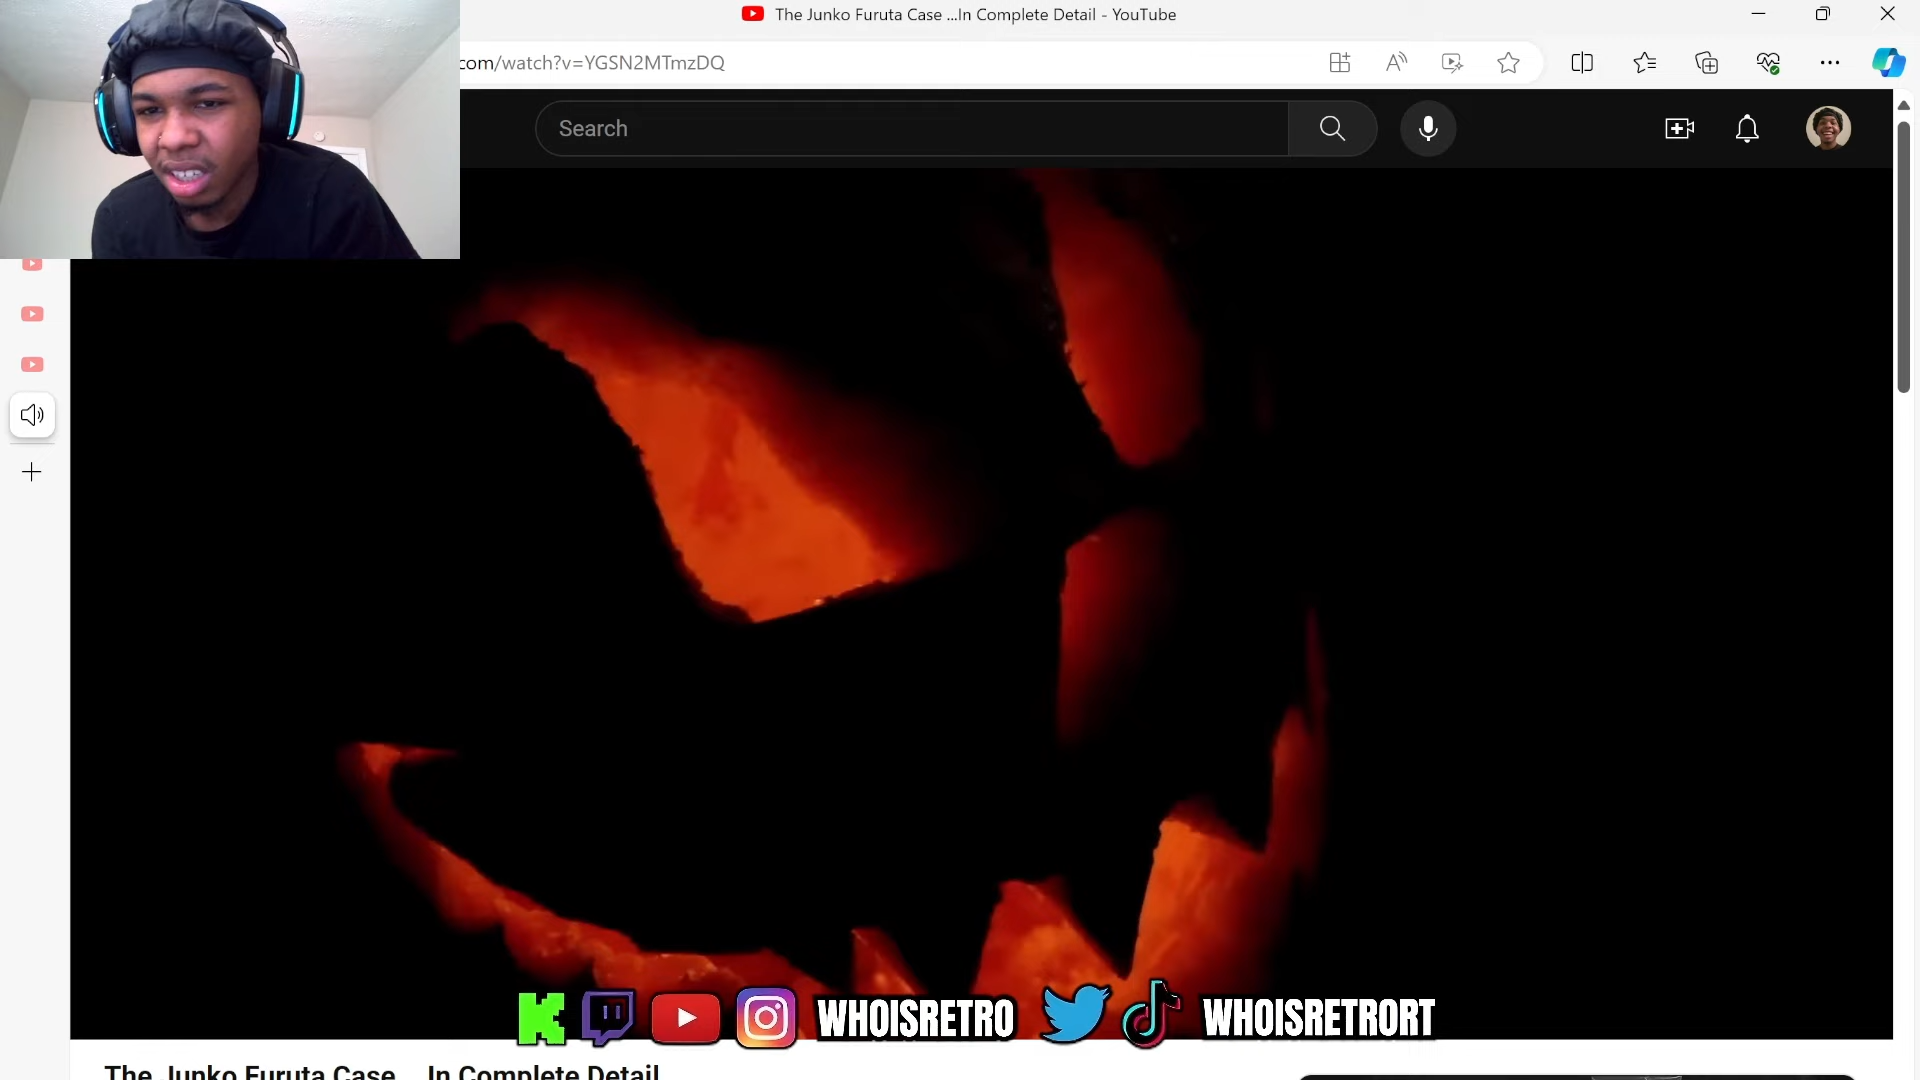 The Junko Furuta Case ...In Complete Detail - YouTube
com/watch?v=YGSN2MTmzDQ
Search
WHOISRETRO
WHOISRETRORT
The Junko Furuta Case ...In Complete Detail